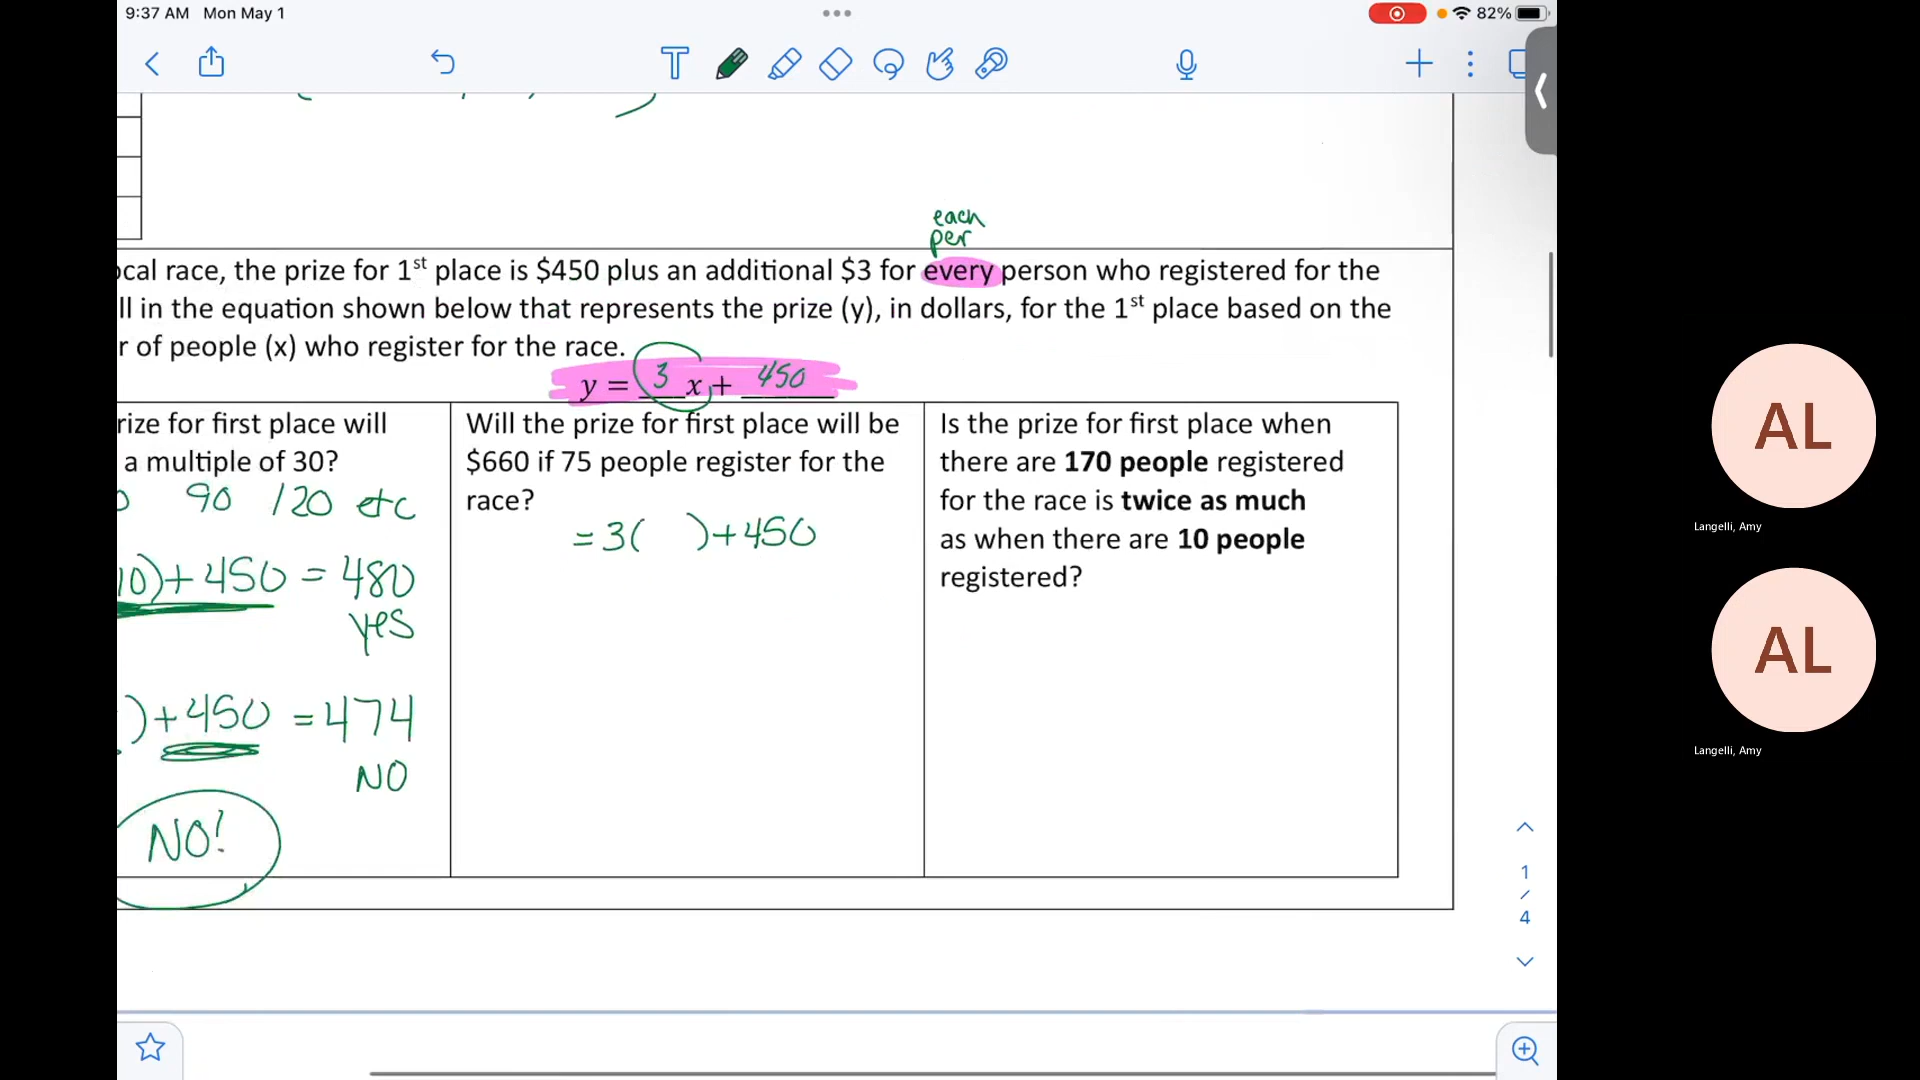 9:37 AM Mon May 1
82%
each
per
ocal race, the prize for 1st place is $450 plus an additional $3 for every person who registered for the
ll in the equation shown below that represents the prize (y), in dollars, for the 1st place based on the
r of people (x) who register for the race.
y = 3 x + 450
rize for first place will
a multiple of 30?
0 90 120 etc
10)+450 = 480
yes
)+450 = 474
NO
NO!
Will the prize for first place will be
$660 if 75 people register for the
race?
= 3( )+450
Is the prize for first place when
there are 170 people registered
for the race is twice as much
as when there are 10 people
registered?
1
/
4
AL
Langelli, Amy
AL
Langelli, Amy